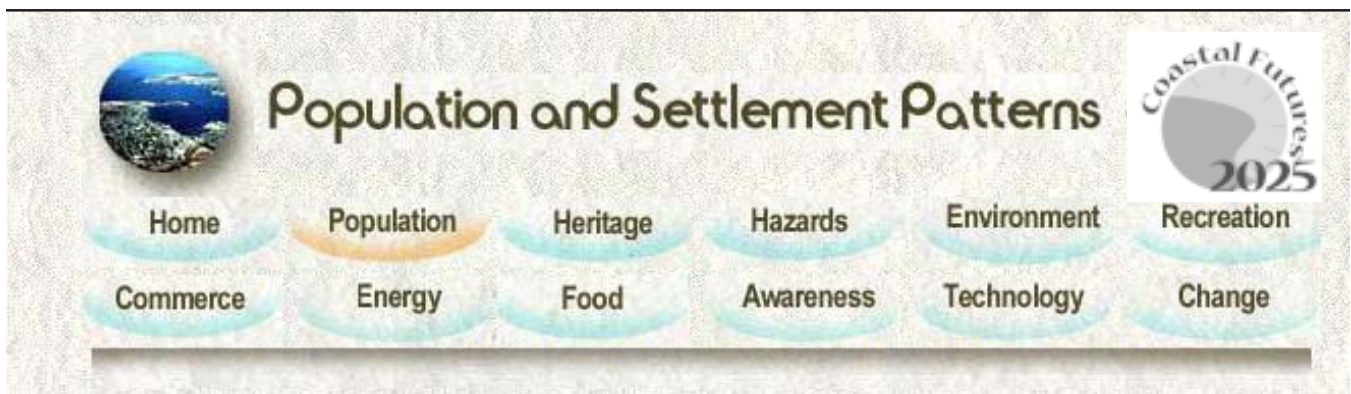 Population and Settlement Patterns
Coastal Futures
2025
Home Population Heritage Hazards Environment Recreation
Commerce Energy Food Awareness Technology Change